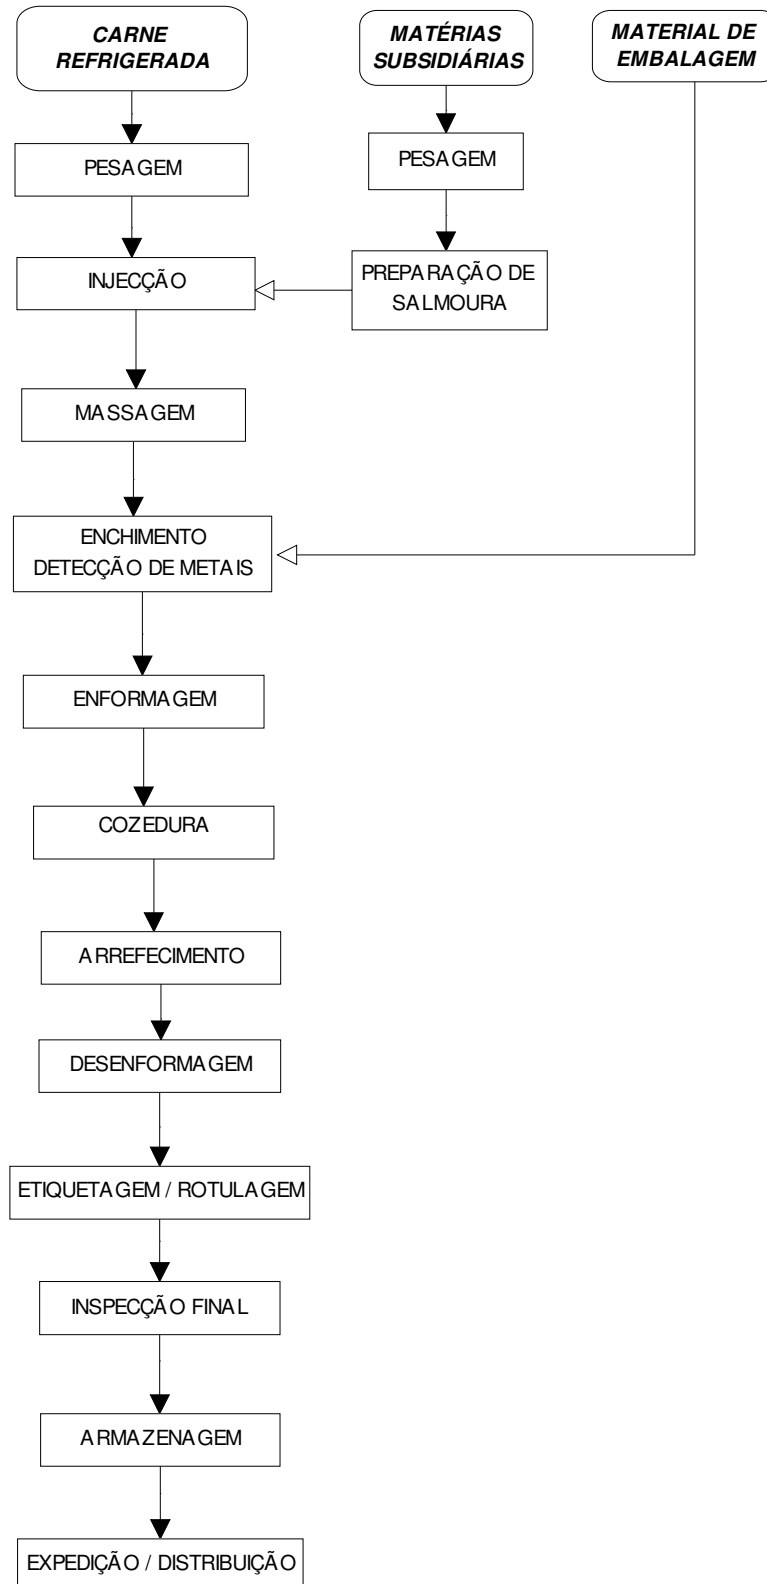 CARNE
REFRIGERADA
MATÉRIAS
SUBSIDIÁRIAS
MATERIAL DE
EMBALAGEM
PESAGEM
PESAGEM
INJECÇÃO
PREPARAÇÃO DE
SALMOURA
MASSAGEM
ENCHIMENTO
DETECÇÃO DE METAIS
ENFORMAGEM
COZEDURA
ARREFECIMENTO
DESENFORMAGEM
ETIQUETAGEM / ROTULAGEM
INSPECÇÃO FINAL
ARMAZENAGEM
EXPEDIÇÃO / DISTRIBUIÇÃO